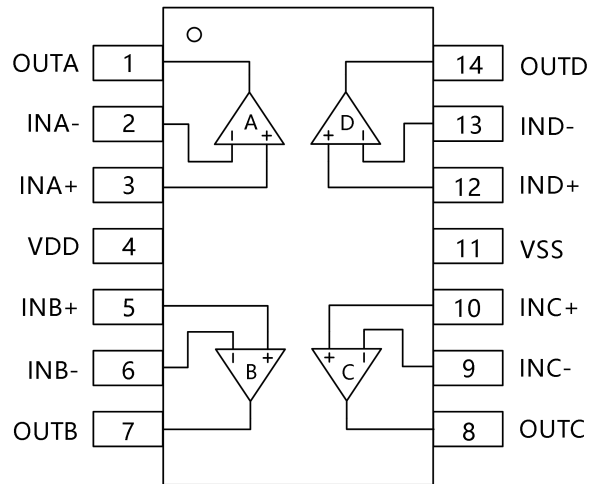 OUTA 1 14 OUTD
A D
INA- 2 13 IND-
- + + -
INA+ 3 12 IND+
VDD 4 11 VSS
INB+ 5 10 INC+
- + + -
INB- 6 9 INC-
B C
OUTB 7 8 OUTC